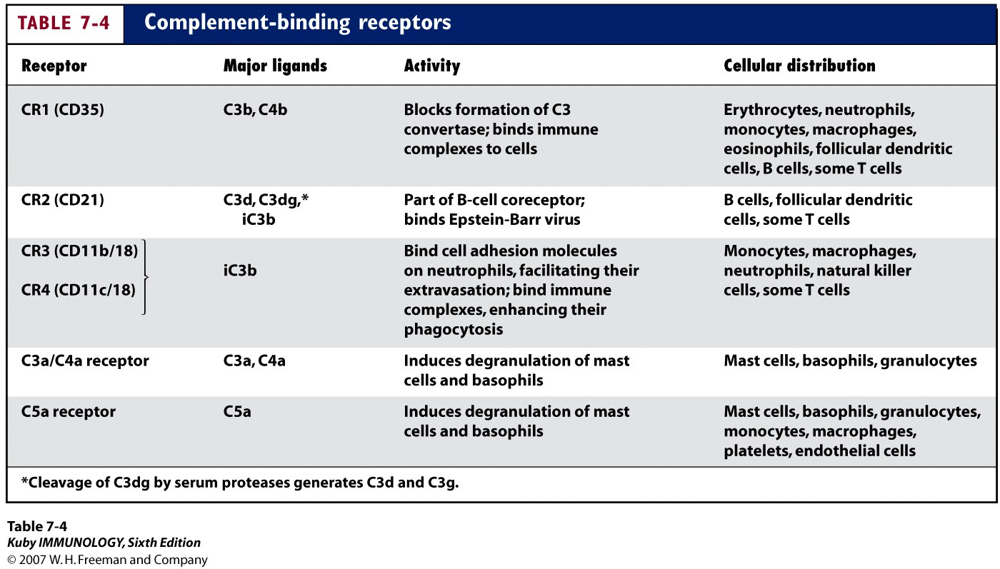 TABLE 7-4 Complement-binding receptors
Receptor Major ligands Activity Cellular distribution
CR1 (CD35) C3b, C4b Blocks formation of C3 Erythrocytes, neutrophils,
convertase; binds immune monocytes, macrophages,
complexes to cells eosinophils, follicular dendritic
cells, B cells, some T cells
CR2 (CD21) C3d, C3dg,* Part of B-cell coreceptor; B cells, follicular dendritic
iC3b binds Epstein-Barr virus cells, some T cells
CR3 (CD11b/18) Bind cell adhesion molecules Monocytes, macrophages,
iC3b on neutrophils, facilitating their neutrophils, natural killer
CR4 (CD11c/18) extravasation; bind immune cells, some T cells
complexes, enhancing their
phagocytosis
C3a/C4a receptor C3a, C4a Induces degranulation of mast Mast cells, basophils, granulocytes
cells and basophils
C5a receptor C5a Induces degranulation of mast Mast cells, basophils, granulocytes,
cells and basophils monocytes, macrophages,
platelets, endothelial cells
*Cleavage of C3dg by serum proteases generates C3d and C3g.
Table 7-4
Kuby IMMUNOLOGY, Sixth Edition
© 2007 W. H. Freeman and Company